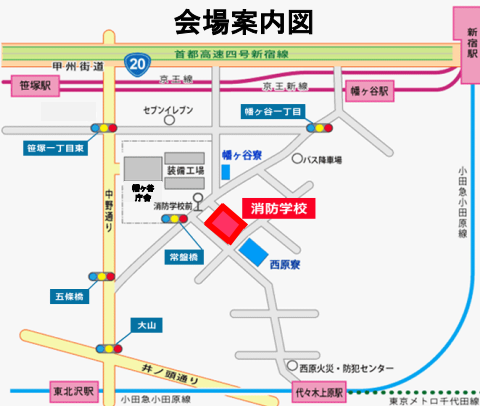 会場案内図
新宿駅
首都高速四号新宿線
甲州街道
20
京王線
笹塚駅
京王新線
幡ヶ谷駅
セブンイレブン
幡ヶ谷一丁目
笹塚一丁目東
幡ヶ谷寮
バス降車場
装備工場
幡ヶ谷
庁舎
中野通り
消防学校前
消防学校
小田急小田原線
常盤橋
西原寮
五條橋
大山
井ノ頭通り
西原火災・防犯センター
東北沢駅
代々木上原駅
小田急小田原線
東京メトロ千代田線